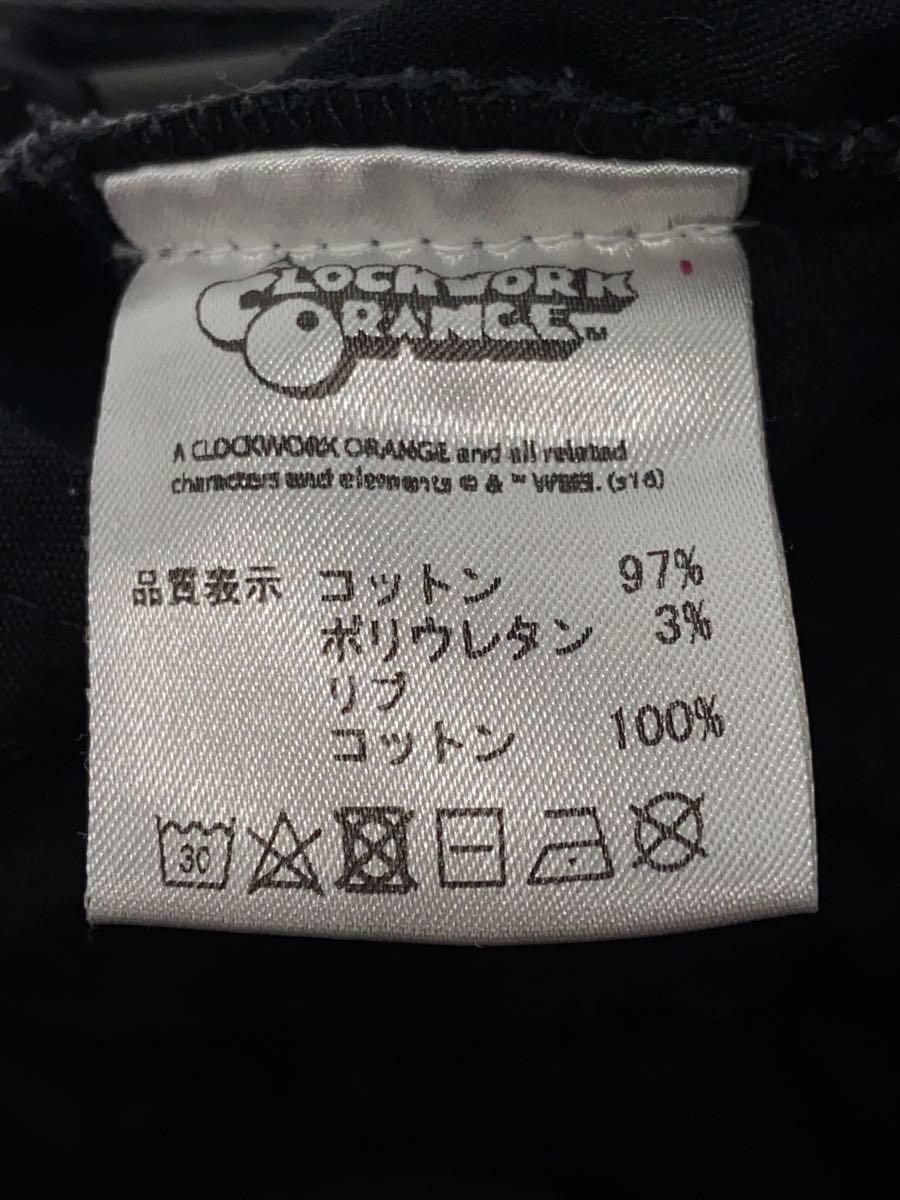 CLOCKWORK
ORANGE™
A CLOCKWORK ORANGE and all related
characters and elements © & ™ WBEI. (s16)
品質表示 コットン 97%
ポリウレタン 3%
リブ
コットン 100%
30